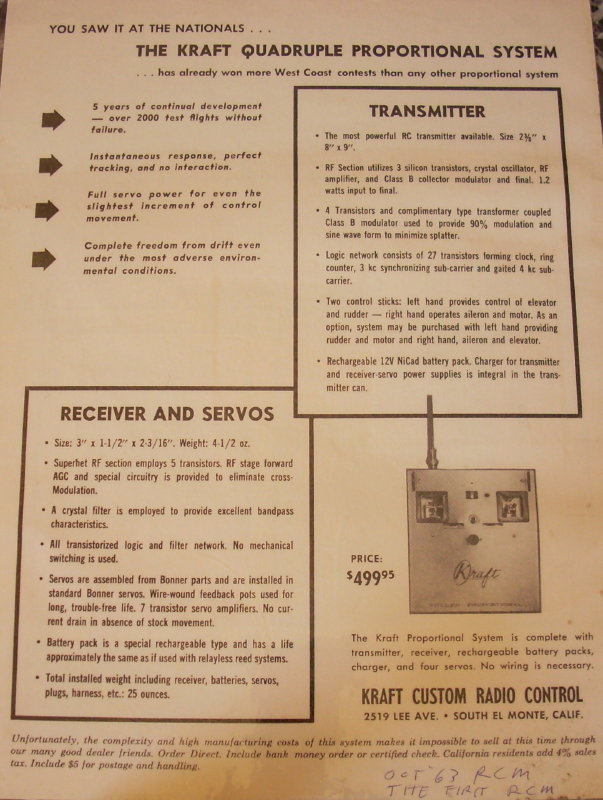 YOU SAW IT AT THE NATIONALS . . .
THE KRAFT QUADRUPLE PROPORTIONAL SYSTEM
. . . has already won more West Coast contests than any other proportional system
5 years of continual development
— over 2000 test flights without
failure.
Instantaneous response, perfect
tracking, and no interaction.
Full servo power for even the
slightest increment of control
movement.
Complete freedom from drift even
under the most adverse environ-
mental conditions.
TRANSMITTER
• The most powerful RC transmitter available. Size 2⅜" x
8" x 9".
• RF Section utilizes 3 silicon transistors, crystal oscillator, RF
amplifier, and Class B collector modulator and final. 1.2
watts input to final.
• 4 Transistors and complimentary type transformer coupled
Class B modulator used to provide 90% modulation and
sine wave form to minimize splatter.
• Logic network consists of 27 transistors forming clock, ring
counter, 3 kc synchronizing sub-carrier and gaited 4 kc sub-
carrier.
• Two control sticks: left hand provides control of elevator
and rudder — right hand operates aileron and motor. As an
option, system may be purchased with left hand providing
rudder and motor and right hand, aileron and elevator.
• Rechargeable 12V NiCad battery pack. Charger for transmitter
and receiver-servo power supplies is integral in the trans-
mitter can.
RECEIVER AND SERVOS
• Size: 3" x 1-1/2" x 2-3/16". Weight: 4-1/2 oz.
• Superhet RF section employs 5 transistors. RF stage forward
AGC and special circuitry is provided to eliminate cross-
Modulation.
• A crystal filter is employed to provide excellent bandpass
characteristics.
• All transistorized logic and filter network. No mechanical
switching is used.
• Servos are assembled from Bonner parts and are installed in
standard Bonner servos. Wire-wound feedback pots used for
long, trouble-free life. 7 transistor servo amplifiers. No cur-
rent drain in absence of stock movement.
• Battery pack is a special rechargeable type and has a life
approximately the same as if used with relayless reed systems.
• Total installed weight including receiver, batteries, servos,
plugs, harness, etc.: 25 ounces.
Kraft
PRICE:
$49995
The Kraft Proportional System is complete with
transmitter, receiver, rechargeable battery packs,
charger, and four servos. No wiring is necessary.
KRAFT CUSTOM RADIO CONTROL
2519 LEE AVE. • SOUTH EL MONTE, CALIF.
Unfortunately, the complexity and high manufacturing costs of this system makes it impossible to sell at this time through
our many good dealer friends. Order Direct. Include bank money order or certified check. California residents add 4% sales
tax. Include $5 for postage and handling.
OCT '63 RCM
THE FIRST RCM